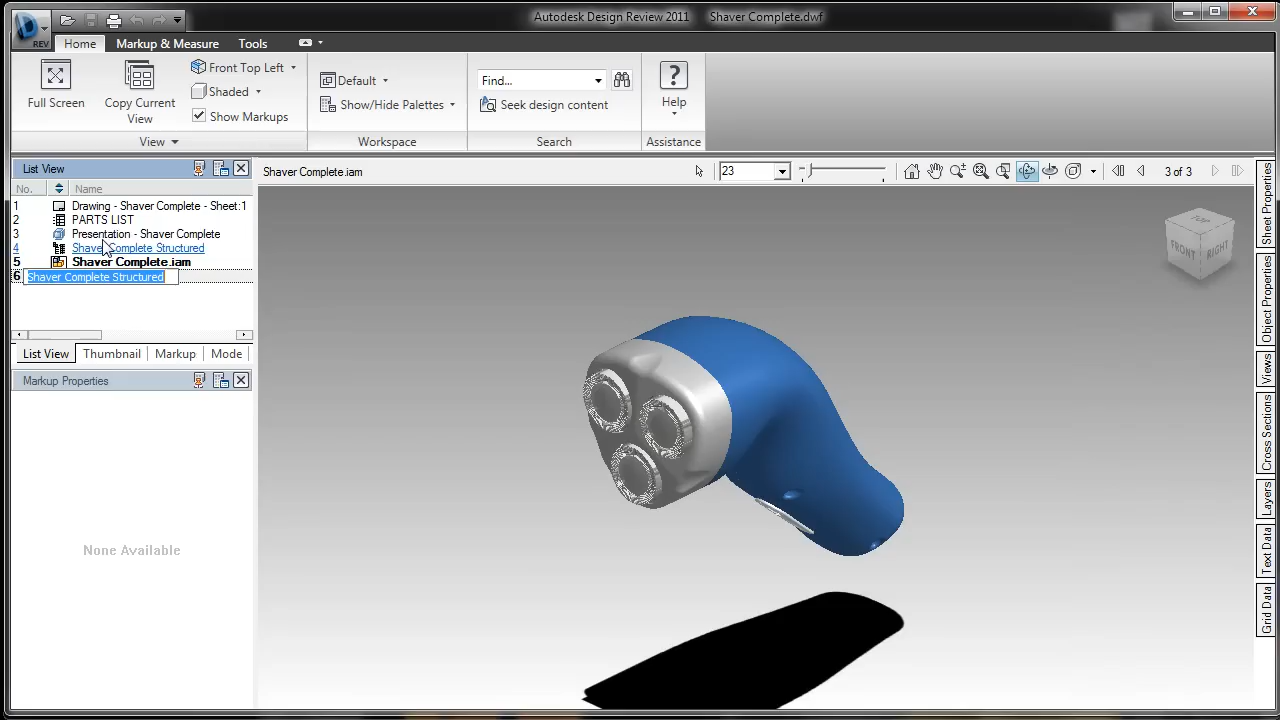 Autodesk Design Review 2011 Shaver Complete.dwf
REV
Home Markup & Measure Tools
Full Screen
Copy Current View
Front Top Left
Shaded
Show Markups
View
Default
Show/Hide Palettes
Workspace
Find...
Seek design content
Search
Help
Assistance
List View
No. Name
1 Drawing - Shaver Complete - Sheet:1
2 PARTS LIST
3 Presentation - Shaver Complete
4 Shaver Complete Structured
5 Shaver Complete.iam
6 Shaver Complete Structured
List View Thumbnail Markup Mode
Markup Properties
None Available
Shaver Complete.iam
23
3 of 3
TOP
FRONT
RIGHT
Sheet Properties
Object Properties
Views
Cross Sections
Layers
Text Data
Grid Data